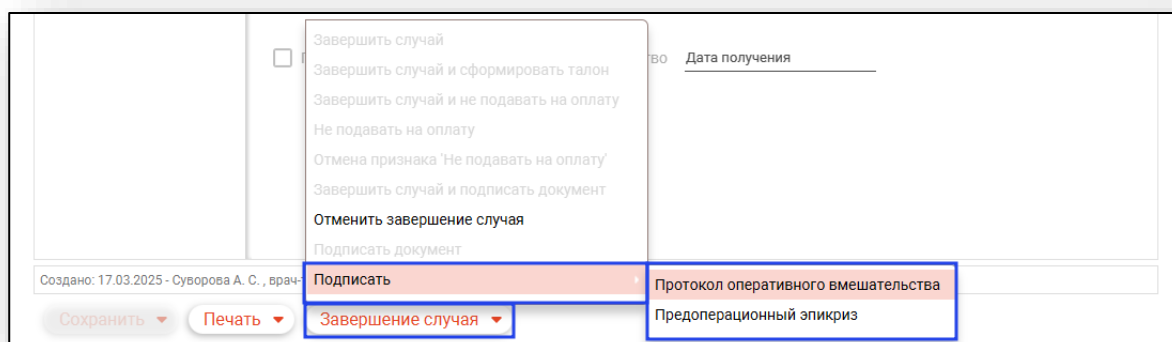 Завершить случай
Завершить случай и сформировать талон
Дата получения
Завершить случай и не подавать на оплату
Не подавать на оплату
Отмена признака 'Не подавать на оплату'
Завершить случай и подписать документ
Отменить завершение случая
Подписать документ
Создано: 17.03.2025 - Суворова А. С. , врач-
Подписать
Протокол оперативного вмешательства
Предоперационный эпикриз
Сохранить
Печать
Завершение случая